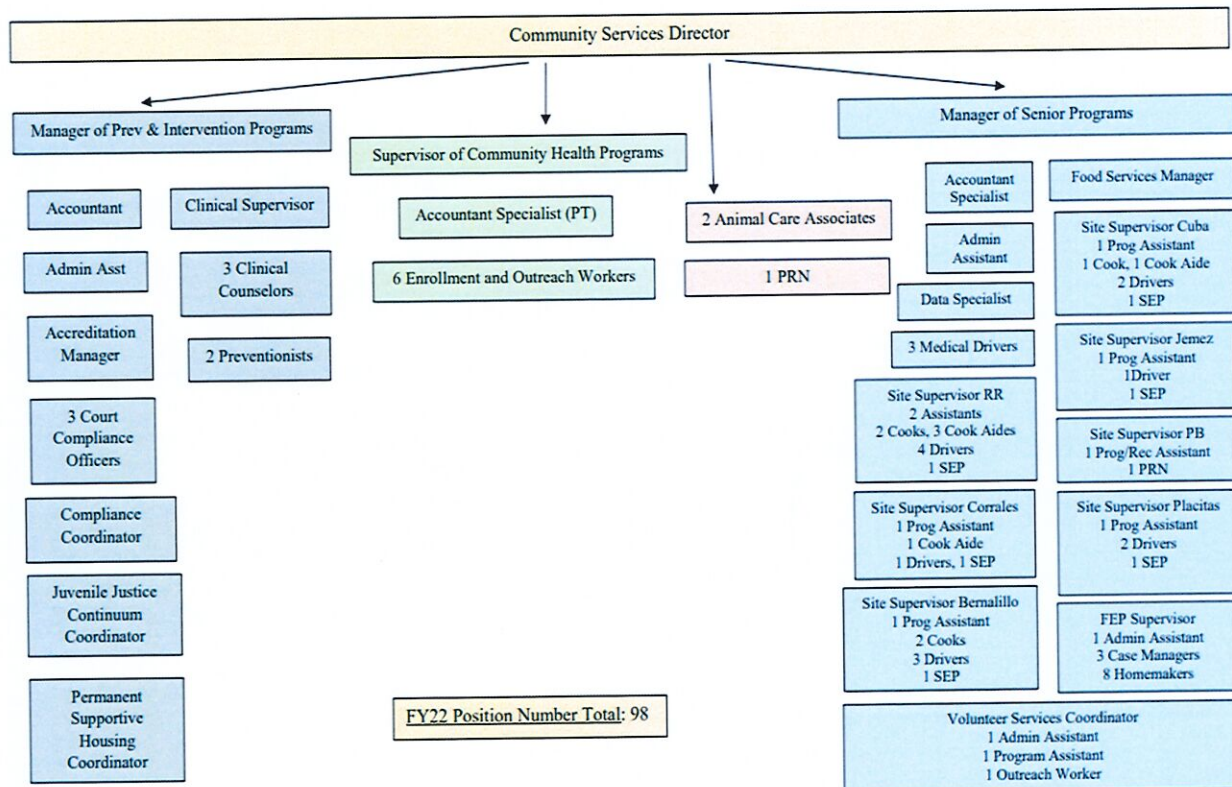 Community Services Director
Manager of Prev & Intervention Programs
Accountant
Admin Asst
Accreditation
Manager
3 Court
Compliance
Officers
Compliance
Coordinator
Juvenile Justice
Continuum
Coordinator
Permanent
Supportive
Housing
Coordinator
Clinical Supervisor
3 Clinical
Counselors
2 Preventionists
Supervisor of Community Health Programs
Accountant Specialist (PT)
6 Enrollment and Outreach Workers
2 Animal Care Associates
1 PRN
Manager of Senior Programs
Accountant
Specialist
Admin
Assistant
Data Specialist
3 Medical Drivers
Site Supervisor RR
2 Assistants
2 Cooks, 3 Cook Aides
4 Drivers
1 SEP
Site Supervisor Corrales
1 Prog Assistant
1 Cook Aide
1 Drivers, 1 SEP
Site Supervisor Bernalillo
1 Prog Assistant
2 Cooks
3 Drivers
1 SEP
Food Services Manager
Site Supervisor Cuba
1 Prog Assistant
1 Cook, 1 Cook Aide
2 Drivers
1 SEP
Site Supervisor Jemez
1 Prog Assistant
1Driver
1 SEP
Site Supervisor PB
1 Prog/Rec Assistant
1 PRN
Site Supervisor Placitas
1 Prog Assistant
2 Drivers
1 SEP
FEP Supervisor
1 Admin Assistant
3 Case Managers
8 Homemakers
Volunteer Services Coordinator
1 Admin Assistant
1 Program Assistant
1 Outreach Worker
FY22 Position Number Total: 98